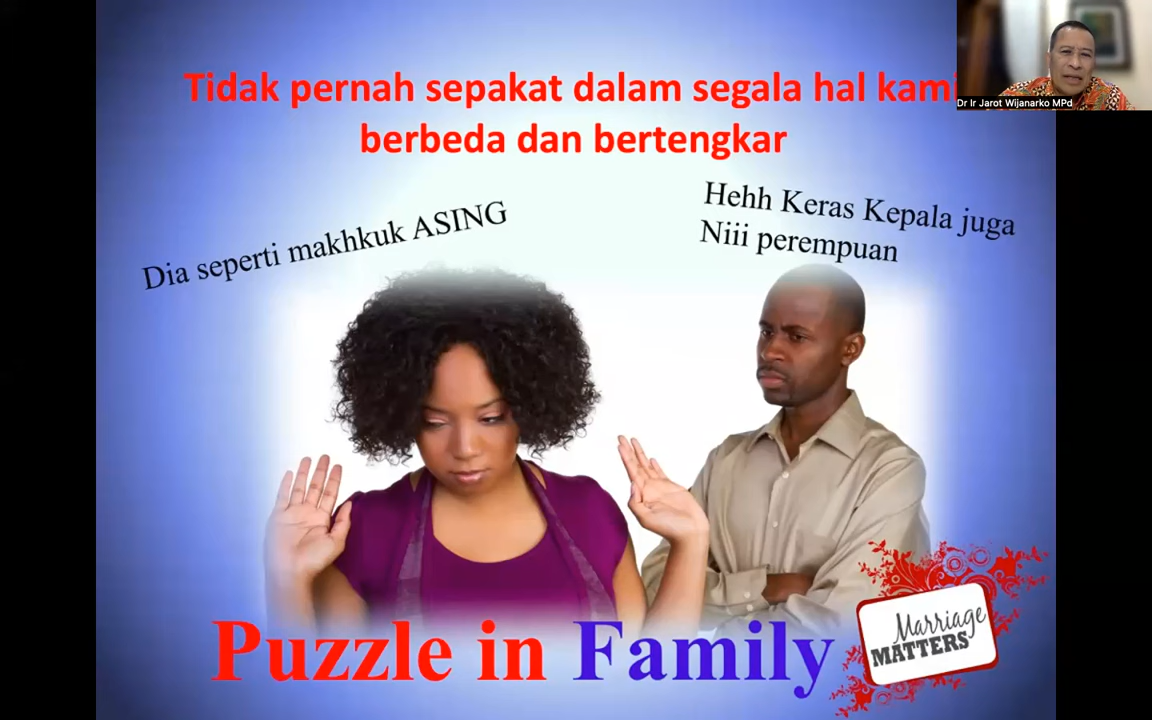 Tidak pernah sepakat dalam segala hal kami
berbeda dan bertengkar
Dr Ir Jarot Wijanarko MPd
Dia seperti makhkuk ASING
Hehh Keras Kepala juga
Niii perempuan
Puzzle in Family
Marriage
MATTERS